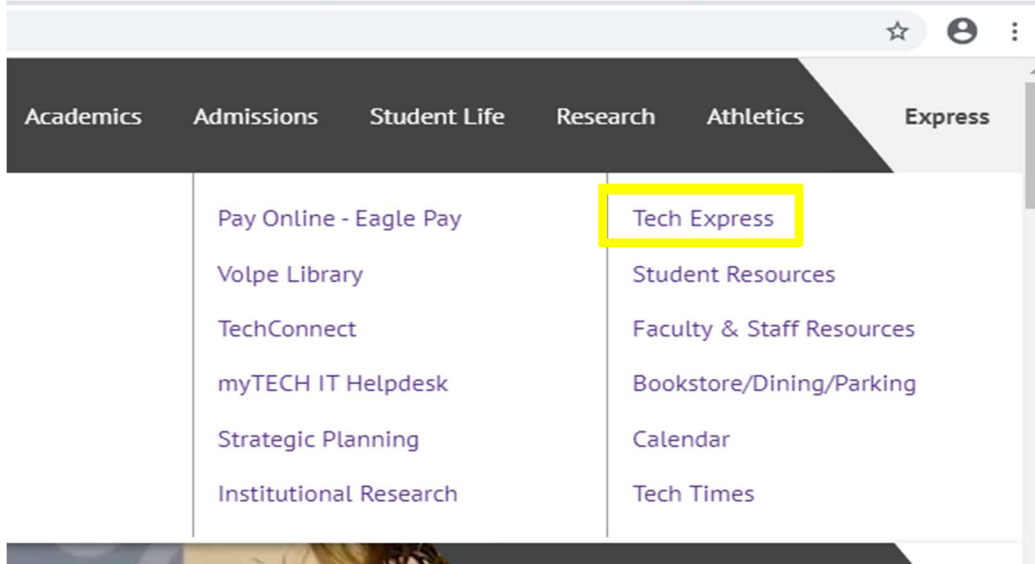 Academics Admissions Student Life Research Athletics Express
Pay Online - Eagle Pay
Volpe Library
TechConnect
myTECH IT Helpdesk
Strategic Planning
Institutional Research
Tech Express
Student Resources
Faculty & Staff Resources
Bookstore/Dining/Parking
Calendar
Tech Times